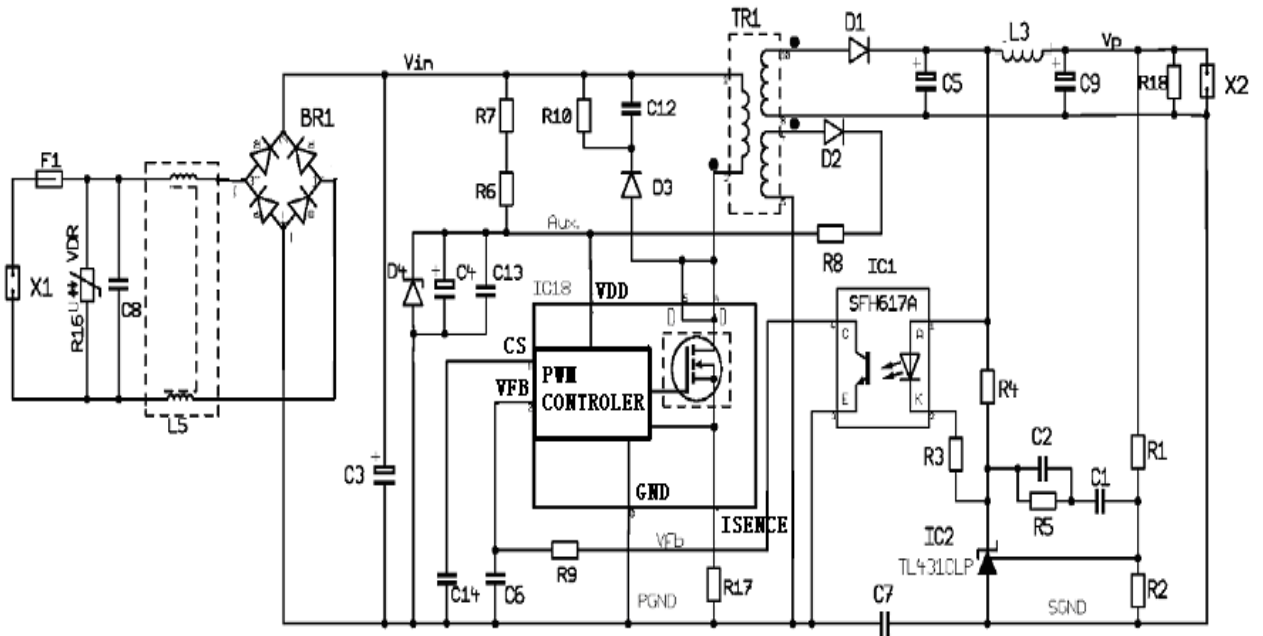 TR1
D1
L3
Vp
Vin
C5
C9
R18
X2
BR1
R7
R10
C12
D2
F1
R6
D3
Aux.
R8
VDR
D4
C4
C13
IC18
VDD
IC1
SFH617A
X1
R16
U
C8
D
D
CS
C
A
VFB
PWM
CONTROLER
E
K
R4
L5
R3
C2
R1
C3
C1
R5
GND
ISENCE
IC2
VFb
TL431CLP
R9
C14
C6
R17
PGND
C7
SGND
R2